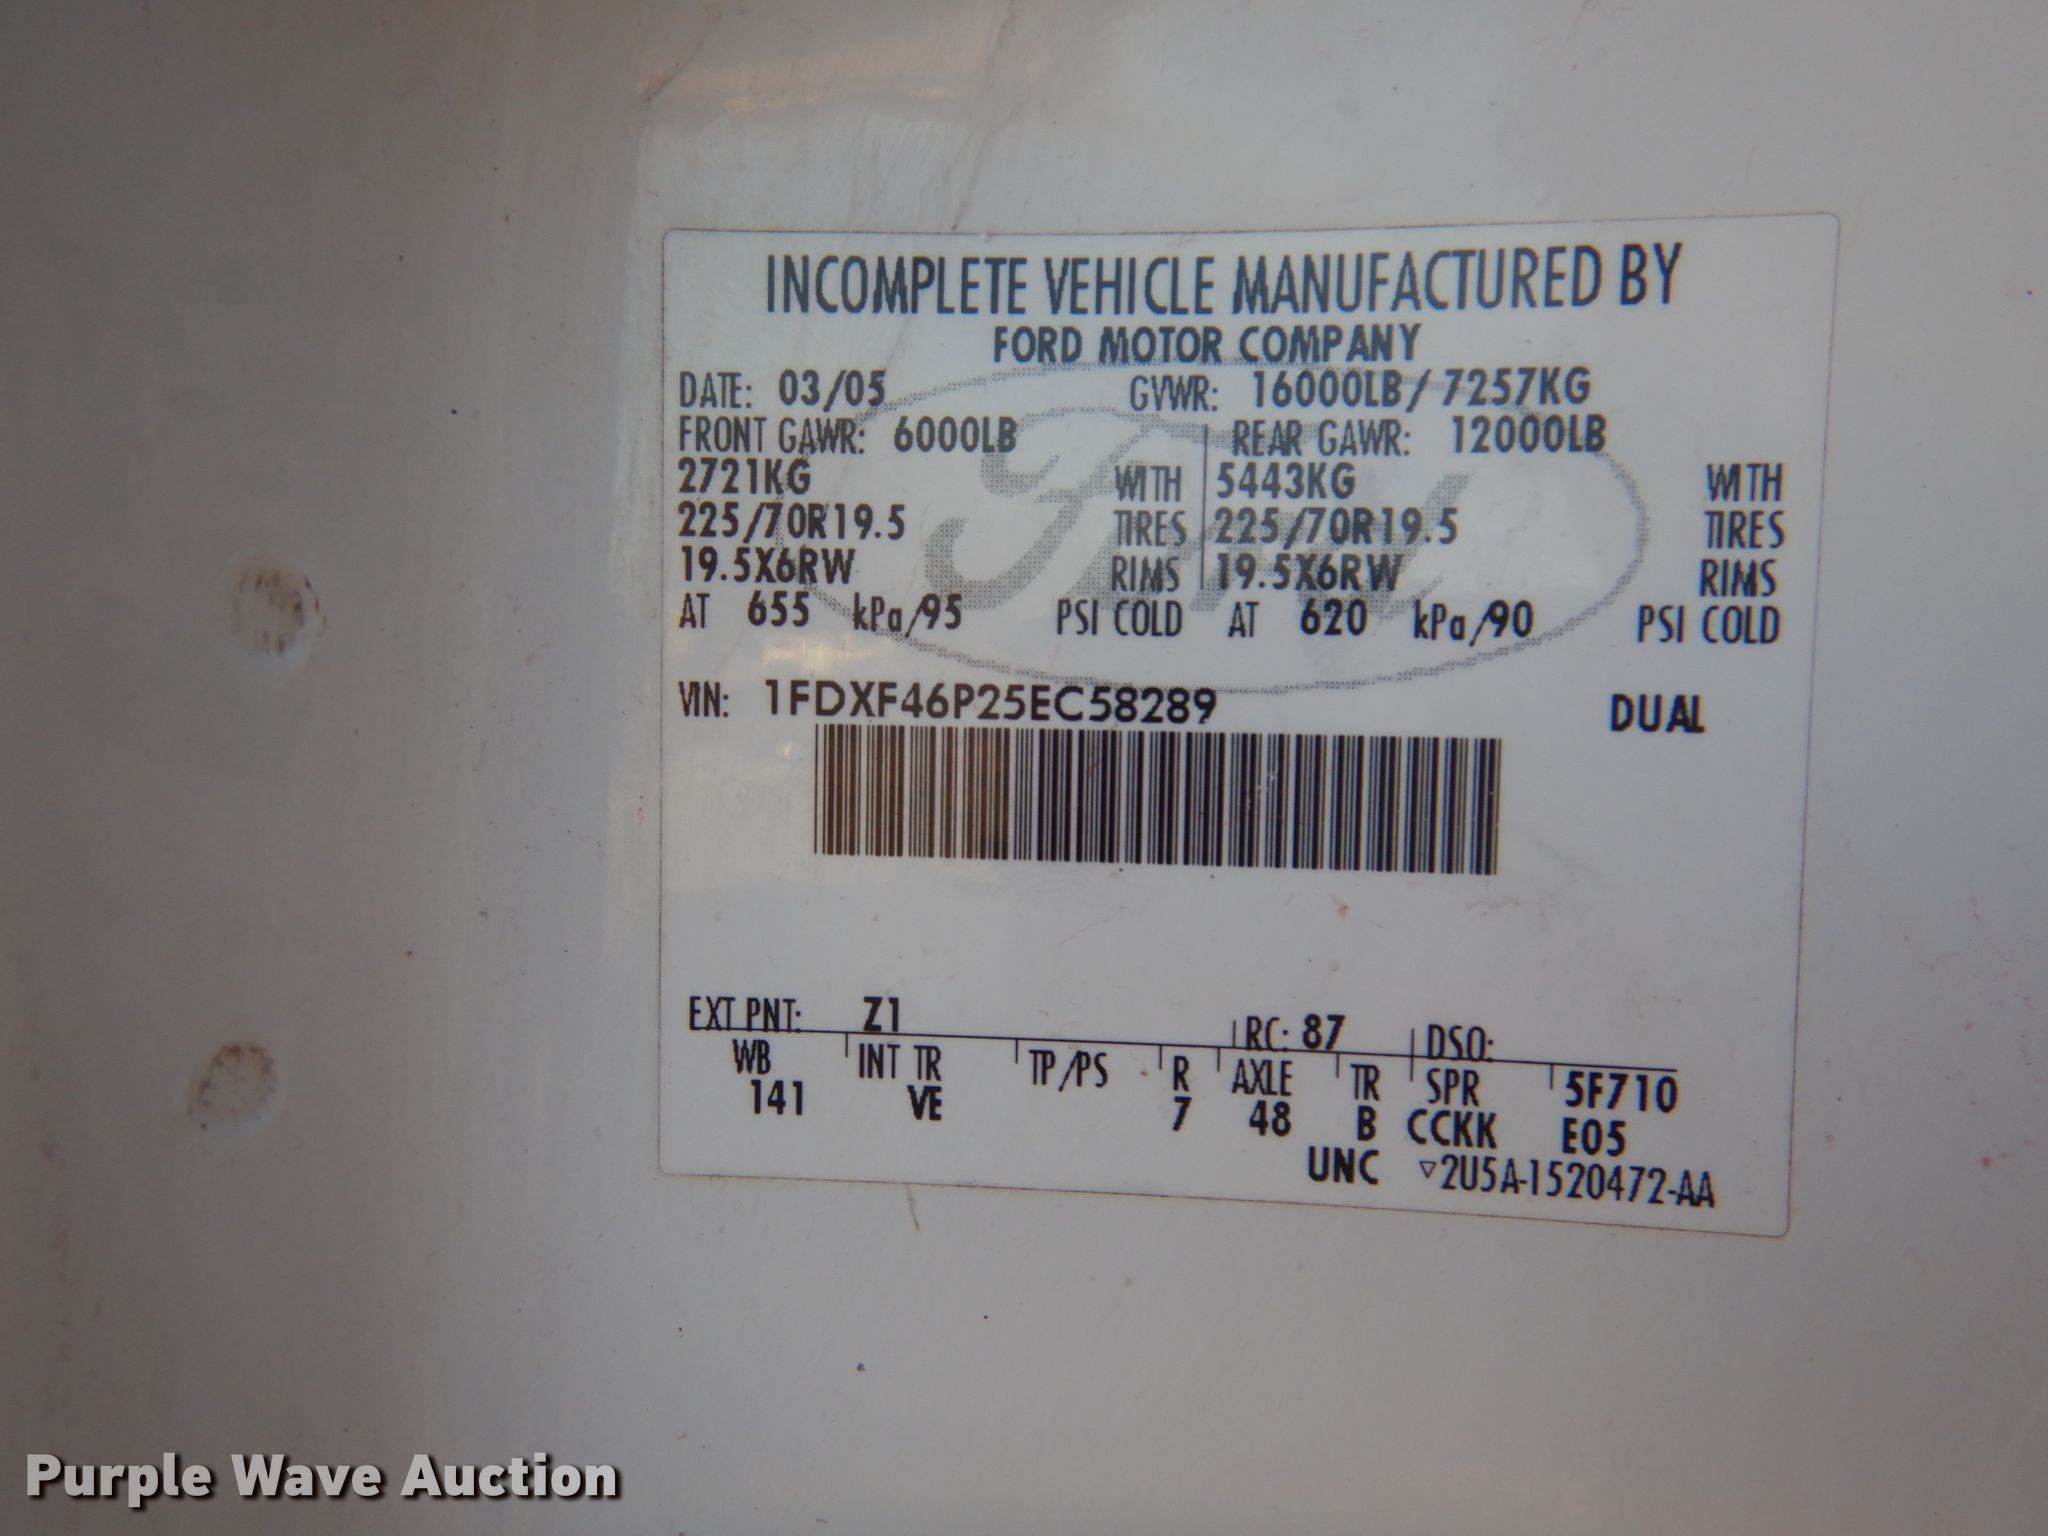 INCOMPLETE VEHICLE MANUFACTURED BY
FORD MOTOR COMPANY
DATE: 03/05 GVWR: 16000LB / 7257KG
FRONT GAWR: 6000LB REAR GAWR: 12000LB
2721KG WITH 5443KG WITH
225/70R19.5 TIRES 225/70R19.5 TIRES
19.5X6RW RIMS 19.5X6RW RIMS
AT 655 kPa/95 PSI COLD AT 620 kPa/90 PSI COLD
VIN: 1FDXF46P25EC58289 DUAL
EXT PNT: Z1 RC: 87 DSO:
WB INT TR TP/PS R AXLE TR SPR 5F710
141 VE 7 48 B CCKK E05
UNC ▽2U5A-1520472-AA
Ford
Purple Wave Auction